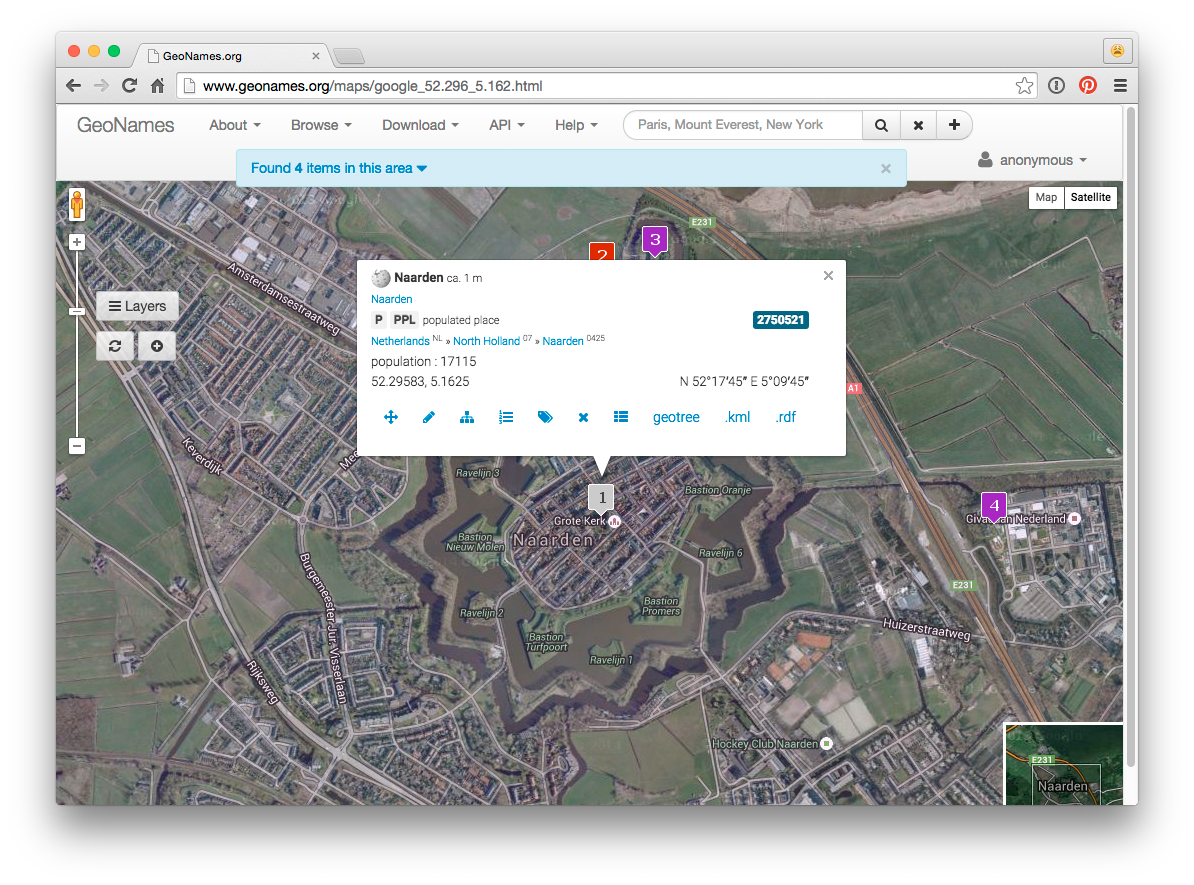 GeoNames.org
www.geonames.org/maps/google_52.296_5.162.html
GeoNames About Browse Download API Help Paris, Mount Everest, New York
Found 4 items in this area
anonymous
Map Satellite
E231
3
2
Amsterdamsestraatweg
Layers
Naarden ca. 1 m
Naarden
P PPL populated place 2750521
Netherlands NL » North Holland 07 » Naarden 0425
population : 17115
52.29583, 5.1625 N 52°17'45" E 5°09'45"
geotree .kml .rdf
A1
Keverdijk
Ravelijn 3
Bastion Oranje
1
4
Grote Kerk
Nederland
Naarden
Bastion
Nieuw Molen
Ravelijn 6
Burgemeester Jur Visserlaan
E231
Ravelijn 2
Bastion
Promers
Huizerstraatweg
Bastion
Turfpoort
Ravelijn 1
Rijksweg
Hockey Club Naarden
E231
Naarden